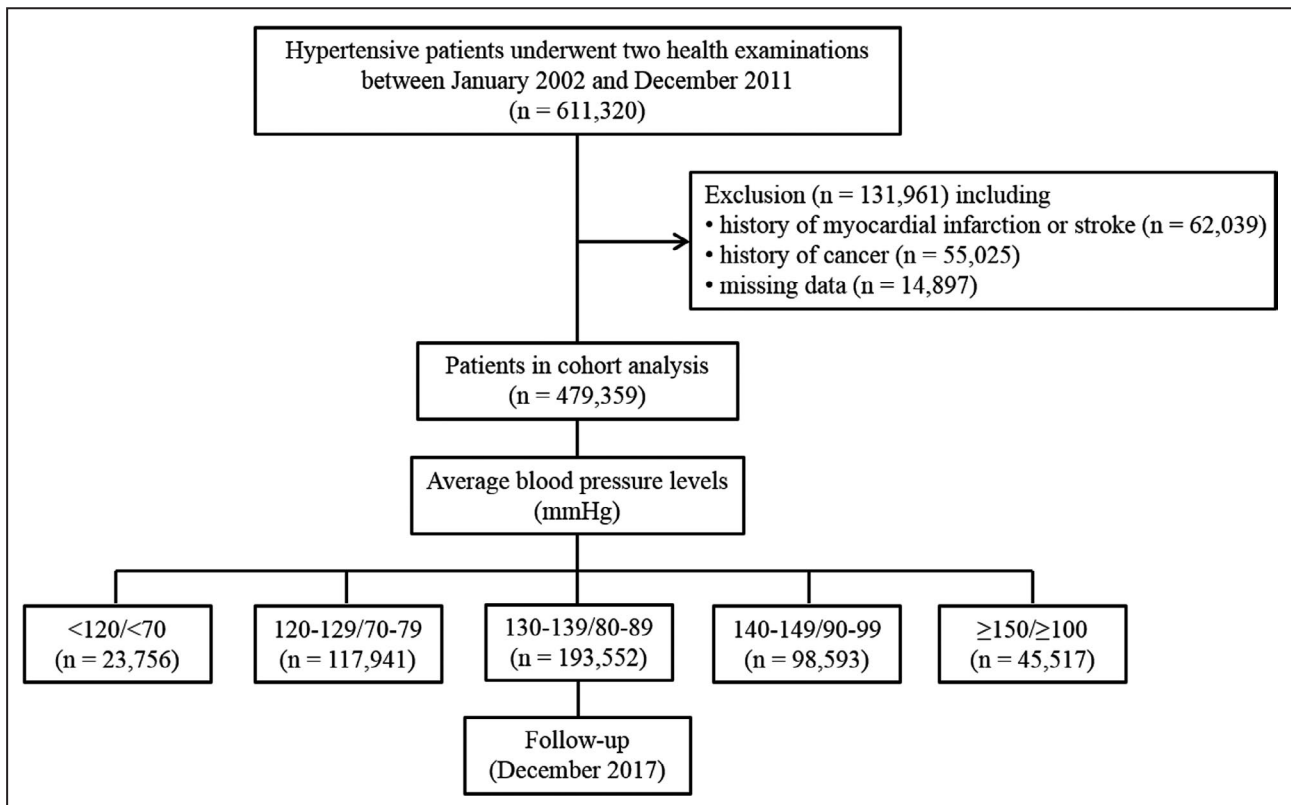 Hypertensive patients underwent two health examinations
between January 2002 and December 2011
(n = 611,320)
Exclusion (n = 131,961) including
• history of myocardial infarction or stroke (n = 62,039)
• history of cancer (n = 55,025)
• missing data (n = 14,897)
Patients in cohort analysis
(n = 479,359)
Average blood pressure levels
(mmHg)
<120/<70
(n = 23,756)
120-129/70-79
(n = 117,941)
130-139/80-89
(n = 193,552)
140-149/90-99
(n = 98,593)
≥150/≥100
(n = 45,517)
Follow-up
(December 2017)